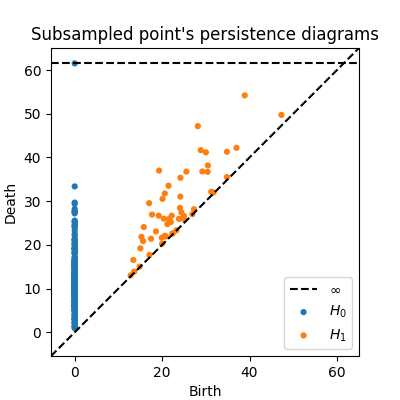 Subsampled point's persistence diagrams
60
50
40
30
20
10
0
Death
∞
H₀
H₁
0 20 40 60
Birth